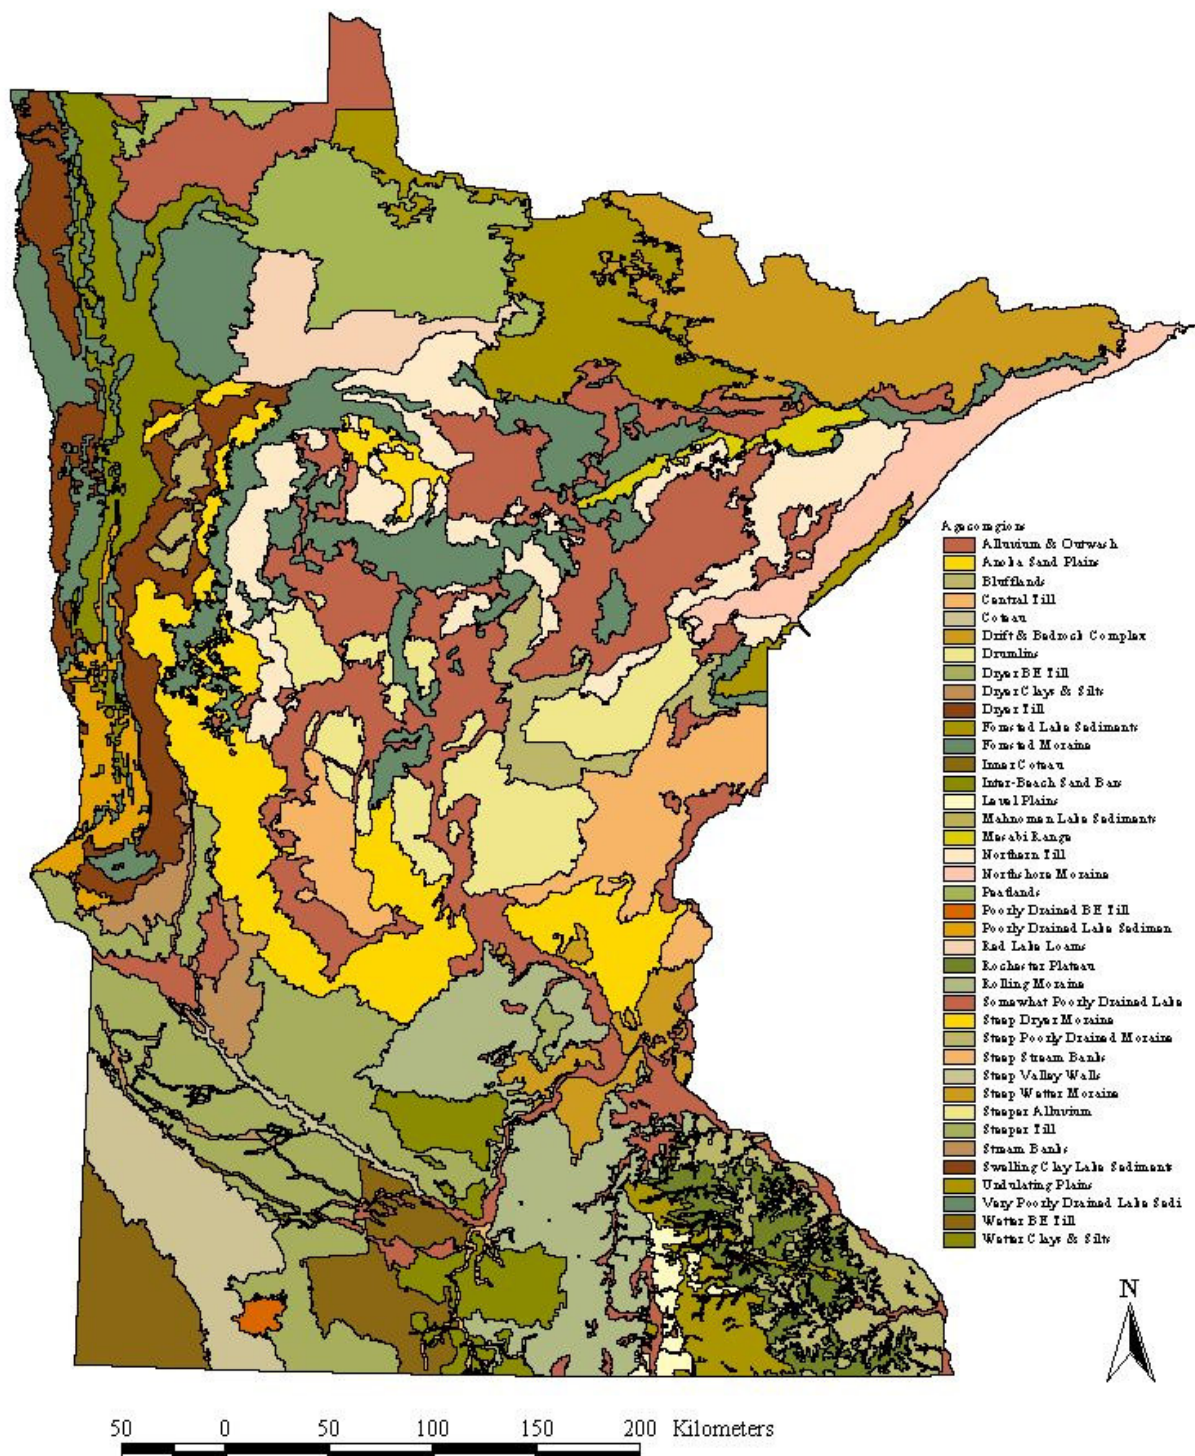 Agecoregions
Alluvium & Outwash
Anoka Sand Plains
Blufflands
Central Till
Coteau
Drift & Bedrock Complex
Drumlins
Dryer BE Till
Dryer Clays & Silts
Dryer Till
Forested Lake Sediments
Forested Moraine
Inner Coteau
Inter-Beach Sand Bars
Level Plains
Mahnomen Lake Sediments
Mesabi Range
Northern Till
Northshore Moraine
Peatlands
Poorly Drained BE Till
Poorly Drained Lake Sedimen
Red Lake Loams
Rochester Plateau
Rolling Moraine
Somewhat Poorly Drained Lake
Steep Dryer Moraine
Steep Poorly Drained Moraine
Steep Stream Banks
Steep Valley Walls
Steep Wetter Moraine
Steeper Alluvium
Steeper Till
Stream Banks
Swelling Clay Lake Sediments
Undulating Plains
Very Poorly Drained Lake Sedi
Wetter BE Till
Wetter Clays & Silts
N
50 0 50 100 150 200 Kilometers